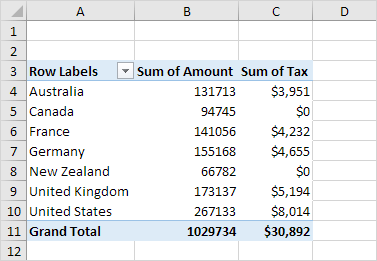 A B C D
1
2
3 Row Labels Sum of Amount Sum of Tax
4 Australia 131713 $3,951
5 Canada 94745 $0
6 France 141056 $4,232
7 Germany 155168 $4,655
8 New Zealand 66782 $0
9 United Kingdom 173137 $5,194
10 United States 267133 $8,014
11 Grand Total 1029734 $30,892
12